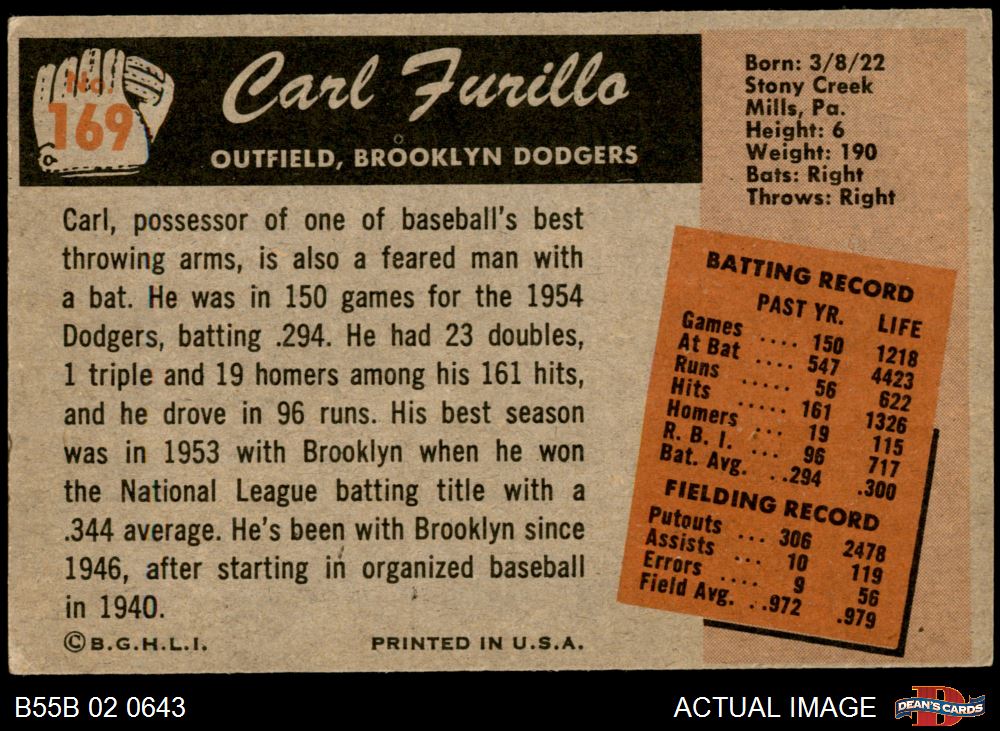 No.
169
Carl Furillo
OUTFIELD, BROOKLYN DODGERS
Carl, possessor of one of baseball's best
throwing arms, is also a feared man with
a bat. He was in 150 games for the 1954
Dodgers, batting .294. He had 23 doubles,
1 triple and 19 homers among his 161 hits,
and he drove in 96 runs. His best season
was in 1953 with Brooklyn when he won
the National League batting title with a
.344 average. He's been with Brooklyn since
1946, after starting in organized baseball
in 1940.
©B.G.H.L.I. PRINTED IN U.S.A.
Born: 3/8/22
Stony Creek
Mills, Pa.
Height: 6
Weight: 190
Bats: Right
Throws: Right
BATTING RECORD
PAST YR. LIFE
Games .... 150 1218
At Bat .... 547 4423
Runs ..... 56 622
Hits ..... 161 1326
Homers ... 19 115
R. B. I. ... 96 717
Bat. Avg. . .294 .300
FIELDING RECORD
Putouts ... 306 2478
Assists ... 10 119
Errors .... 9 56
Field Avg. . .972 .979
B55B 02 0643
ACTUAL IMAGE
DEAN'S CARDS